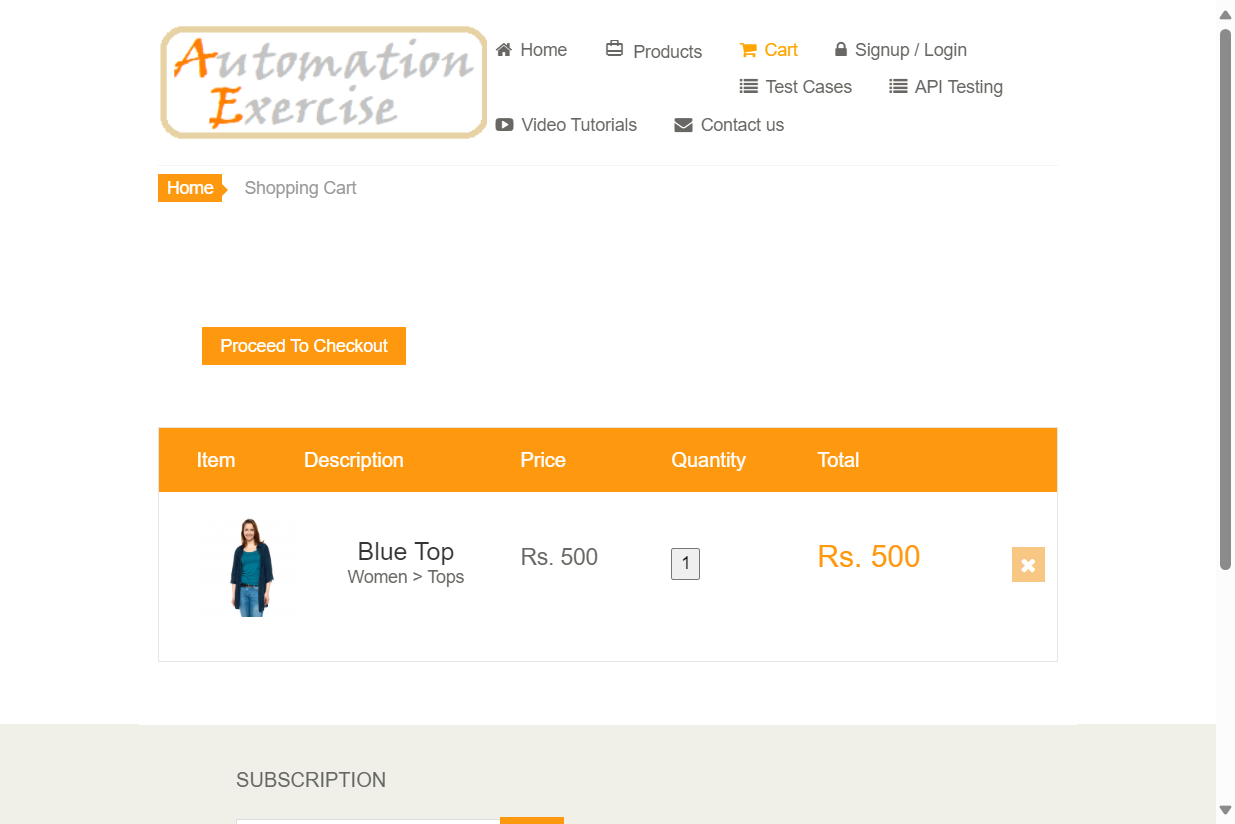 Automation
Exercise
Home
Products
Cart
Signup / Login
Test Cases
API Testing
Video Tutorials
Contact us
Home
Shopping Cart
Proceed To Checkout
Item Description Price Quantity Total
Blue Top
Women > Tops
Rs. 500
1
Rs. 500
SUBSCRIPTION